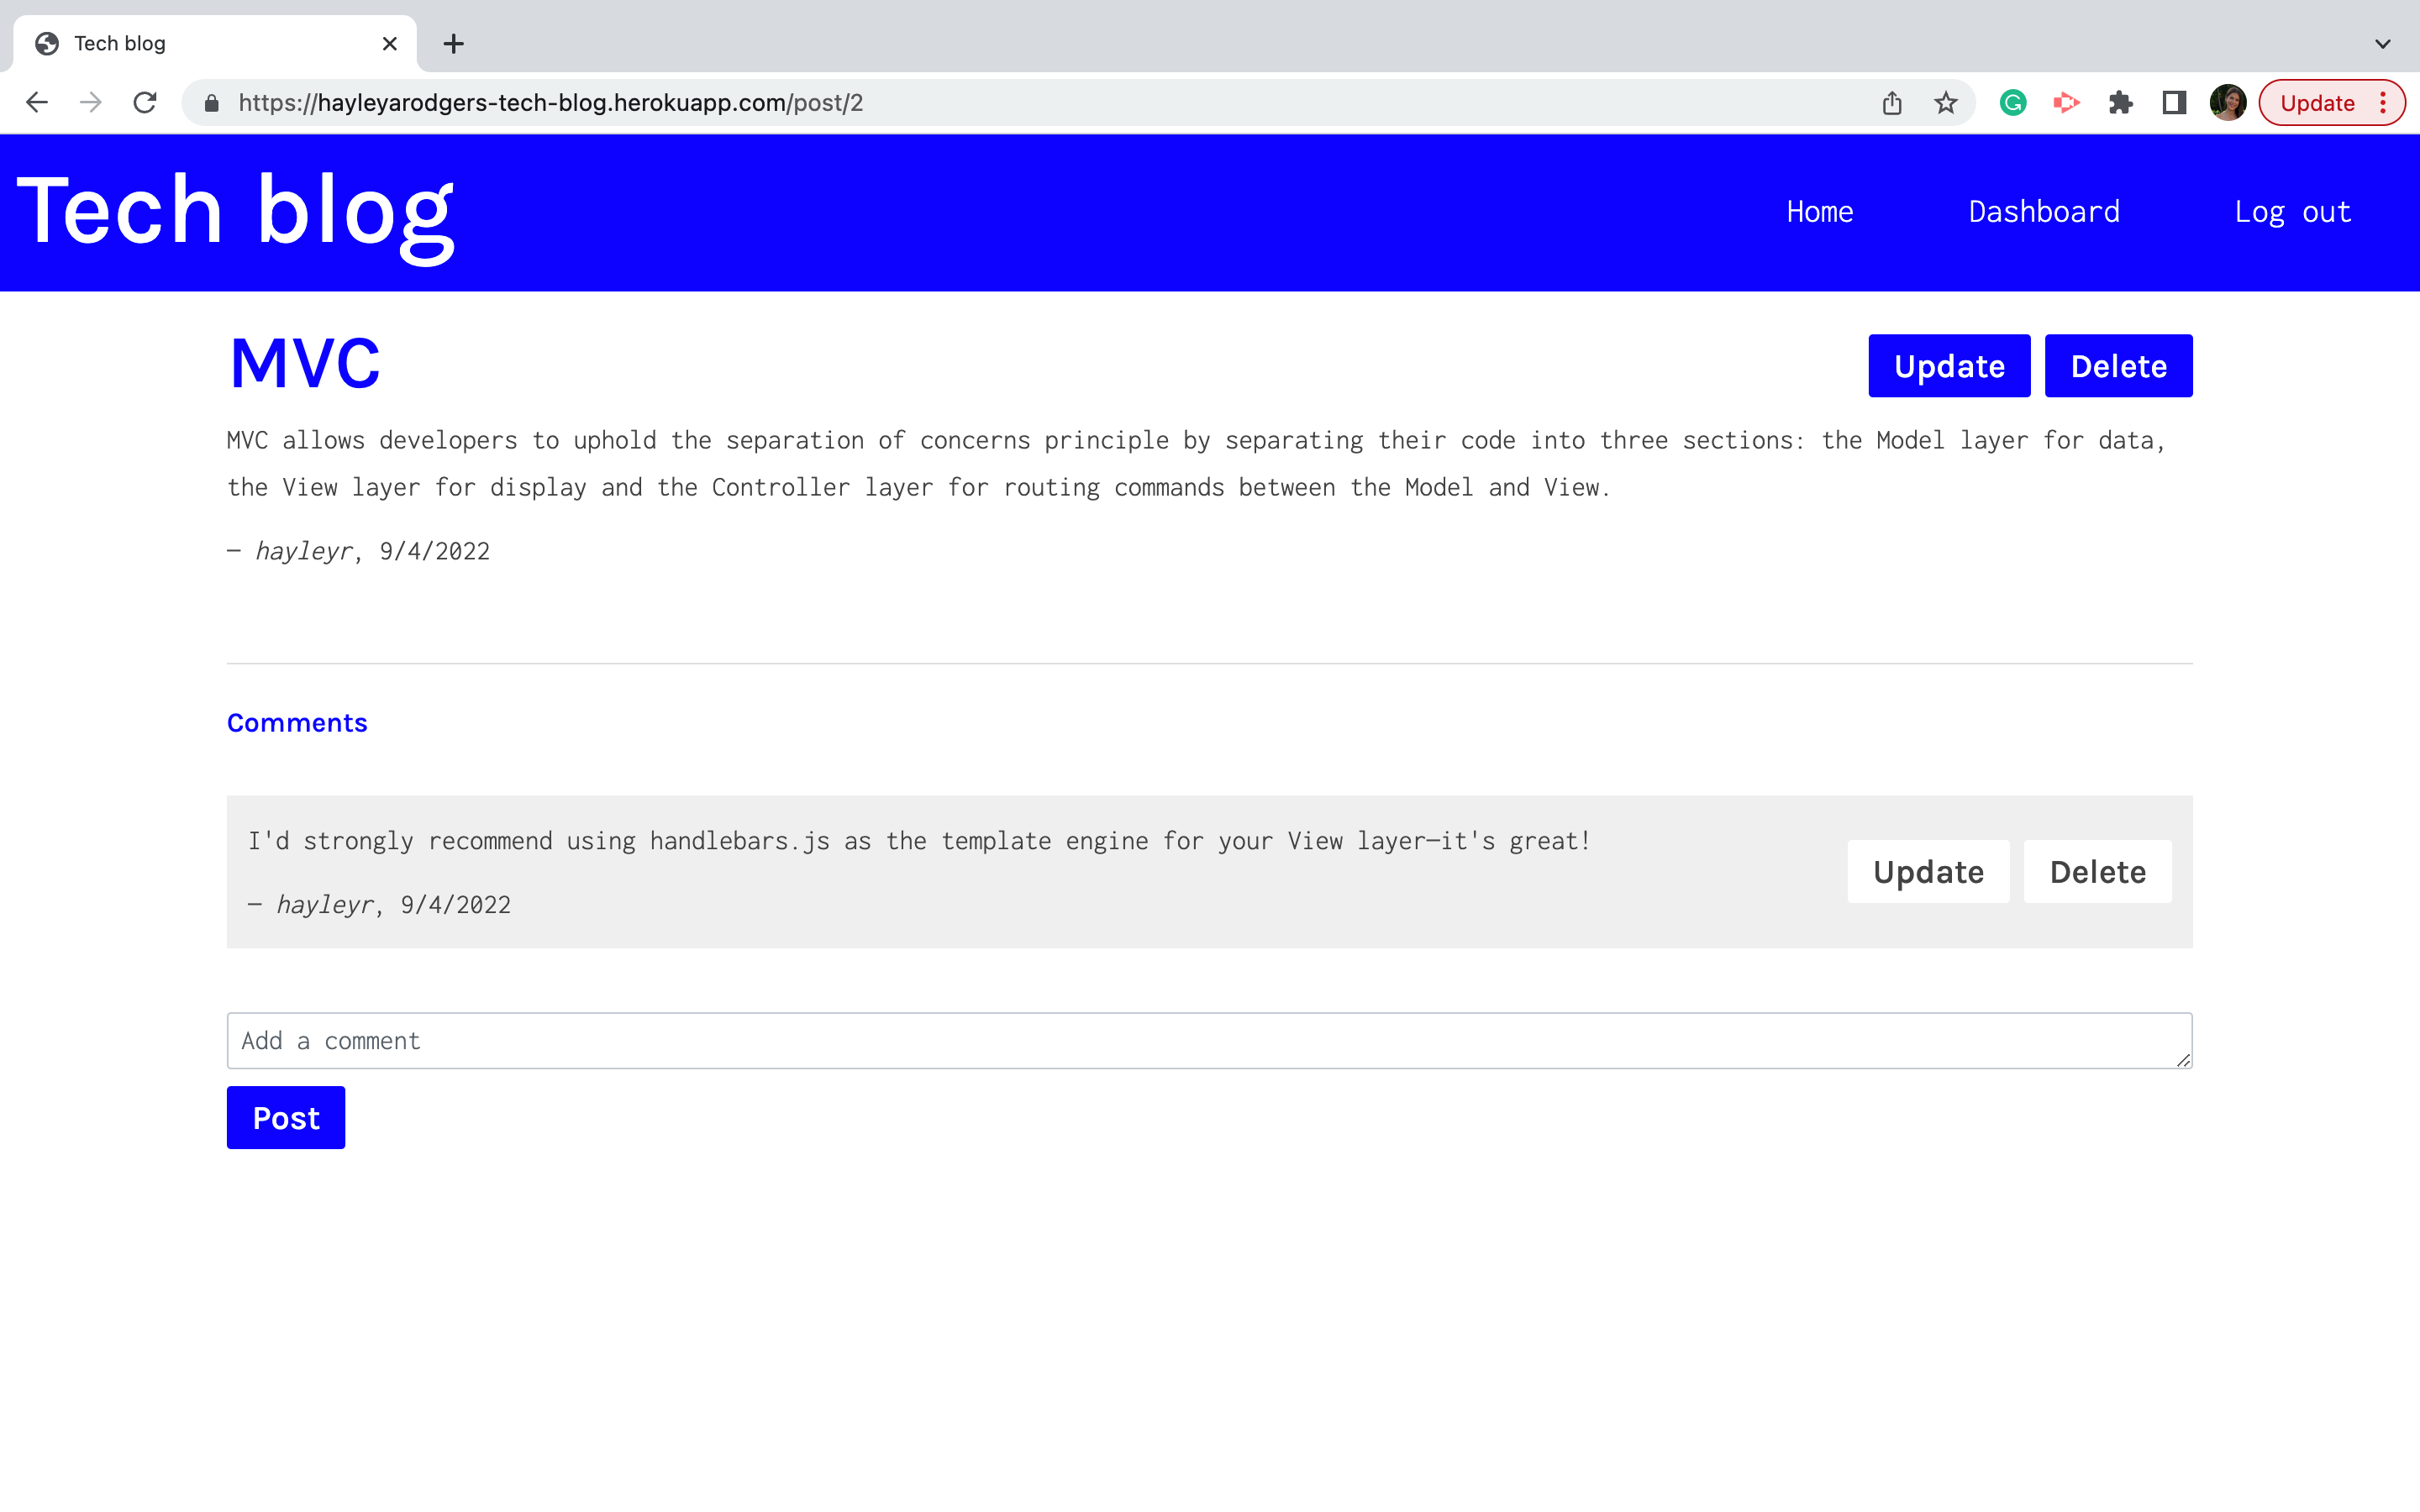 Tech blog
https://hayleyarodgers-tech-blog.herokuapp.com/post/2
Update
Tech blog
Home
Dashboard
Log out
MVC
Update
Delete
MVC allows developers to uphold the separation of concerns principle by separating their code into three sections: the Model layer for data,
the View layer for display and the Controller layer for routing commands between the Model and View.
— hayleyr, 9/4/2022
Comments
I'd strongly recommend using handlebars.js as the template engine for your View layer—it's great!
— hayleyr, 9/4/2022
Update
Delete
Add a comment
Post